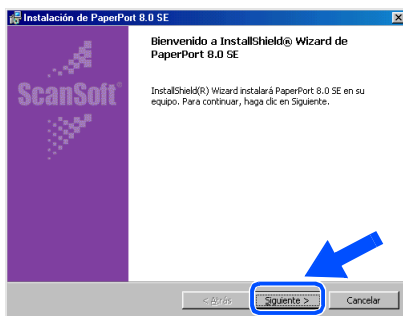 Instalación de PaperPort 8.0 SE
Bienvenido a InstallShield® Wizard de
PaperPort 8.0 SE
ScanSoft®
InstallShield(R) Wizard instalará PaperPort 8.0 SE en su
equipo. Para continuar, haga clic en Siguiente.
< Atrás Siguiente > Cancelar